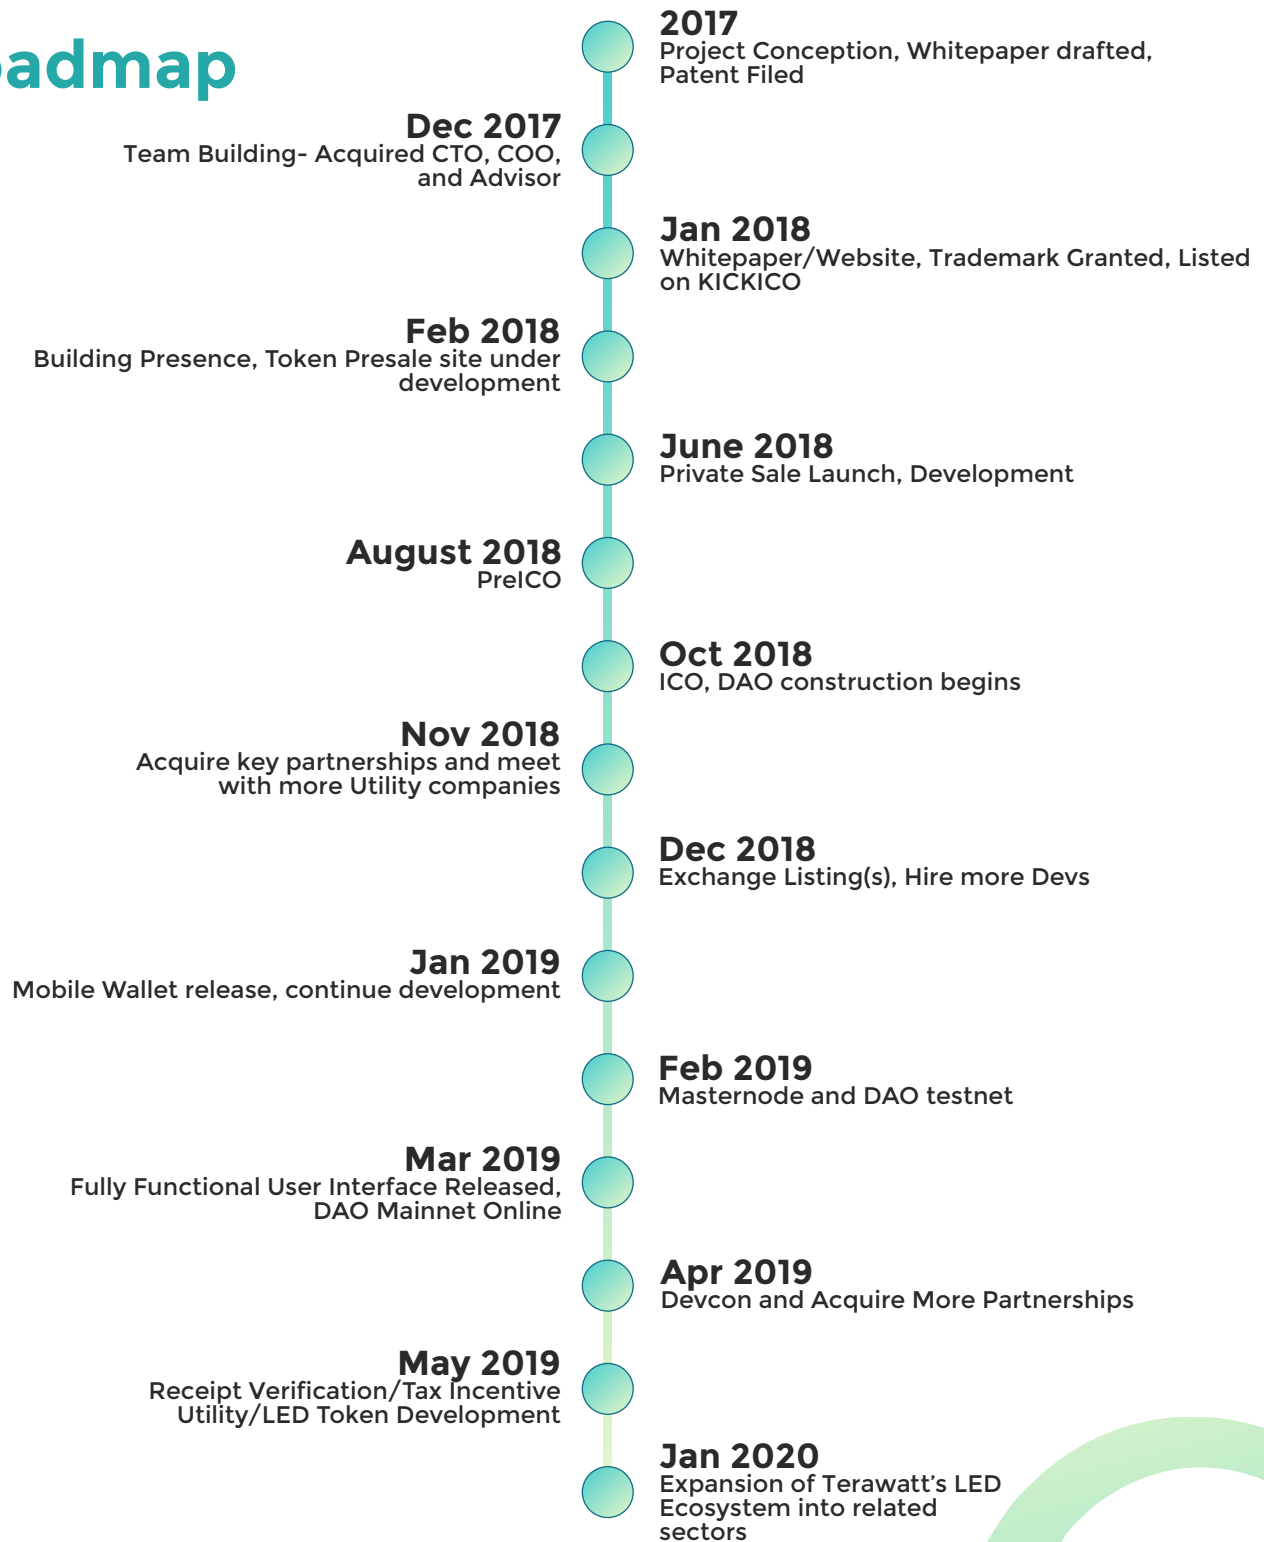 oadmap
2017
Project Conception, Whitepaper drafted,
Patent Filed
Dec 2017
Team Building- Acquired CTO, COO,
and Advisor
Jan 2018
Whitepaper/Website, Trademark Granted, Listed
on KICKICO
Feb 2018
Building Presence, Token Presale site under
development
June 2018
Private Sale Launch, Development
August 2018
PreICO
Oct 2018
ICO, DAO construction begins
Nov 2018
Acquire key partnerships and meet
with more Utility companies
Dec 2018
Exchange Listing(s), Hire more Devs
Jan 2019
Mobile Wallet release, continue development
Feb 2019
Masternode and DAO testnet
Mar 2019
Fully Functional User Interface Released,
DAO Mainnet Online
Apr 2019
Devcon and Acquire More Partnerships
May 2019
Receipt Verification/Tax Incentive
Utility/LED Token Development
Jan 2020
Expansion of Terawatt’s LED
Ecosystem into related
sectors